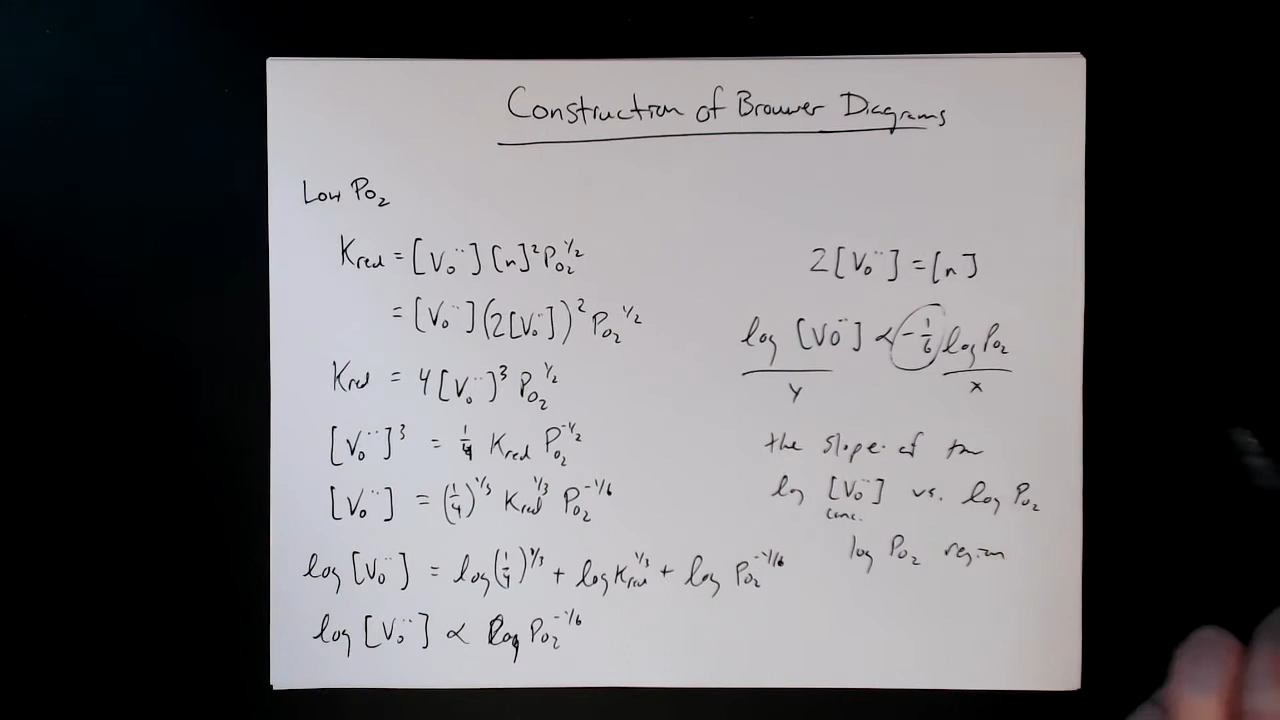 Construction of Brouwer Diagrams
Low Po₂
Kred = [Vo¨] [n]² Po₂^1/2
= [Vo¨] (2[Vo¨])² Po₂^1/2
Kred = 4[Vo¨]³ Po₂^1/2
[Vo¨]³ = 1/4 Kred Po₂^-1/2
[Vo¨] = (1/4)^1/3 Kred^1/3 Po₂^-1/6
log [Vo¨] = log(1/4)^1/3 + log Kred^1/3 + log Po₂^-1/6
log [Vo¨] ∝ log Po₂^-1/6
2[Vo¨] = [n]
log [Vo¨] ∝ -1/6 log Po₂
y x
the slope of the
log [Vo¨] vs. log Po₂
conc.
log Po₂ region